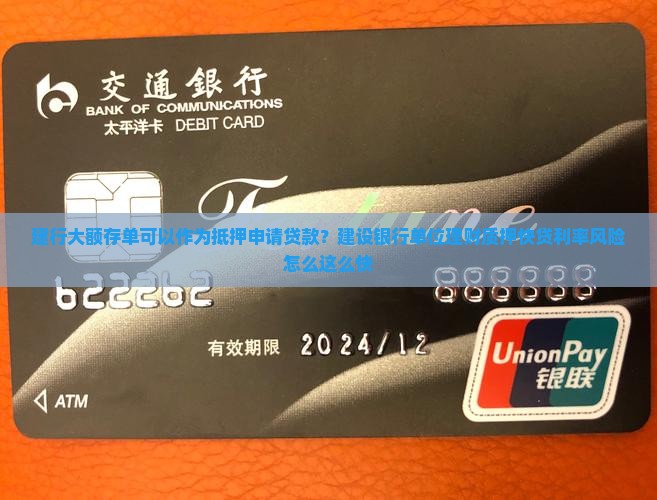 交通銀行
BANK OF COMMUNICATIONS
太平洋卡 DEBIT CARD
建行大额存单可以作为抵押申请贷款？建设银行单位理财质押快贷利率风险
怎么这么快
622262 888888
有效期限 2024/12
UnionPay
银联
ATM